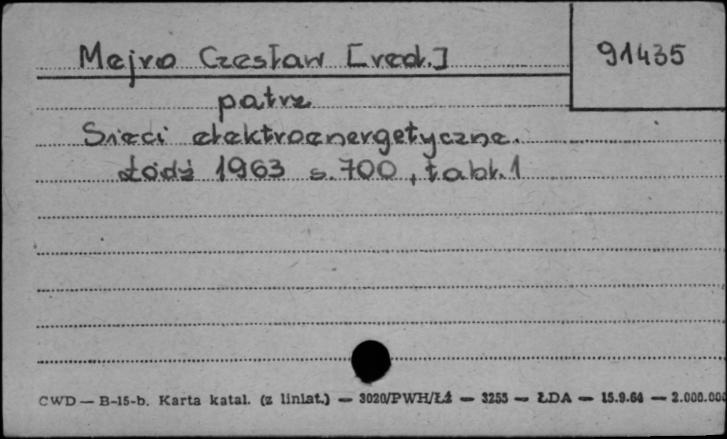 Mejro Czesław [red.]
91435
patrz
Sieci elektroenergetyczne.
Łódź 1963 s. 700, tabl. 1
CWD — B-15-b. Karta katal. (z liniat.) — 3020/PWH/ŁŹ — 3255 — ŁDA — 15.9.64 — 2.000.000